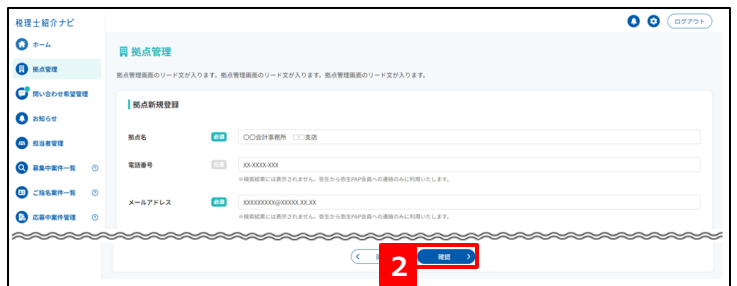 税理士紹介ナビ
ログアウト
ホーム
拠点管理
問い合わせ希望管理
お知らせ
担当者管理
募集中案件一覧
ご指名案件一覧
応募中案件管理
拠点管理
拠点管理画面のリード文が入ります。拠点管理画面のリード文が入ります。拠点管理画面のリード文が入ります。
拠点新規登録
拠点名 必須 〇〇会計事務所 □□支店
電話番号 任意 XX-XXXX-XXX
※検索結果には表示されません。弥生から弥生PAP会員への連絡のみに利用いたします。
メールアドレス 必須 XXXXXXXXX@XXXXX.XX.XX
※検索結果には表示されません。弥生から弥生PAP会員への連絡のみに利用いたします。
2 確認